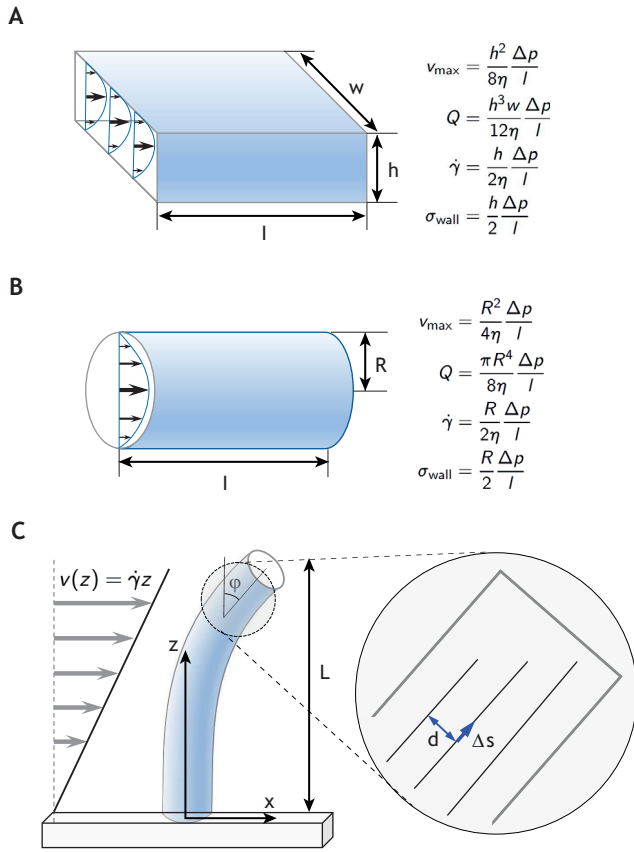 A
w
h
l
v_max = h²/8η Δp/l
Q = h³w/12η Δp/l
γ̇ = h/2η Δp/l
σ_wall = h/2 Δp/l
B
R
l
v_max = R²/4η Δp/l
Q = πR⁴/8η Δp/l
γ̇ = R/2η Δp/l
σ_wall = R/2 Δp/l
C
v(z) = γ̇z
φ
z
L
x
d
Δs